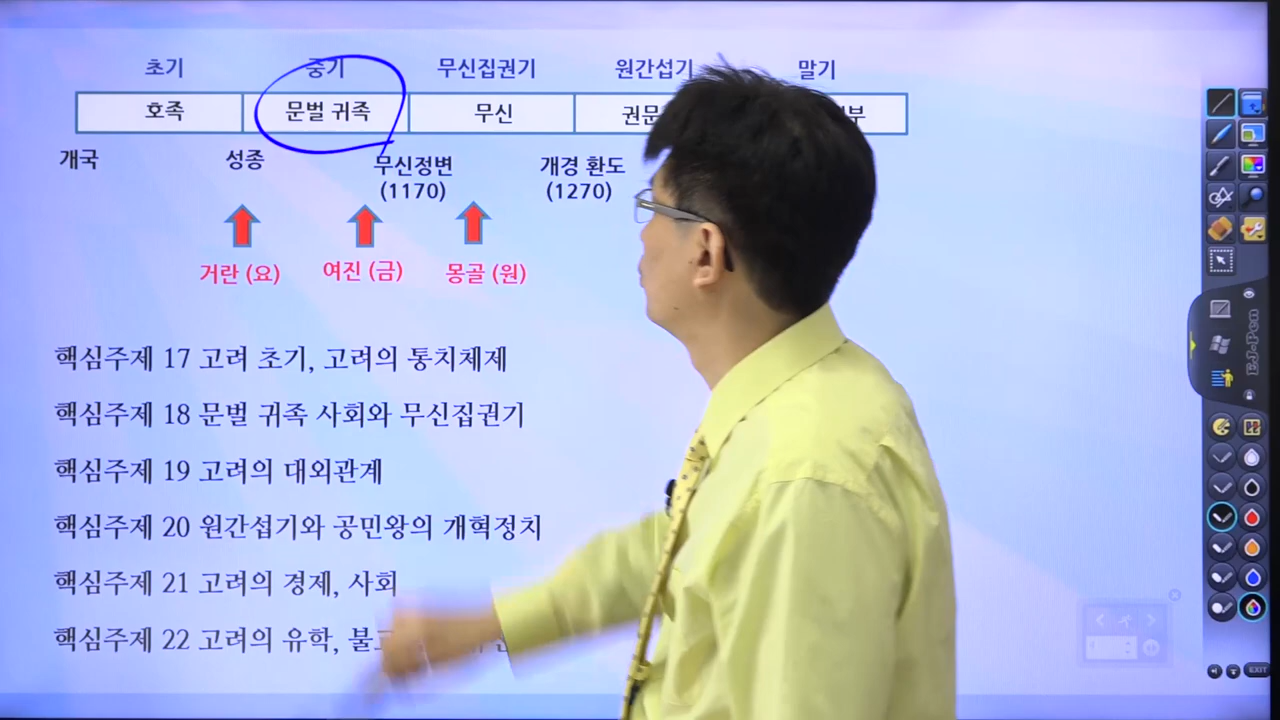 초기 중기 무신집권기 원간섭기 말기
호족 문벌 귀족 무신 권문
개국 성종 무신정변 개경 환도
(1170) (1270)
거란 (요) 여진 (금) 몽골 (원)
핵심주제 17 고려 초기, 고려의 통치체제
핵심주제 18 문벌 귀족 사회와 무신집권기
핵심주제 19 고려의 대외관계
핵심주제 20 원간섭기와 공민왕의 개혁정치
핵심주제 21 고려의 경제, 사회
핵심주제 22 고려의 유학,
EJ-Pen
EXIT